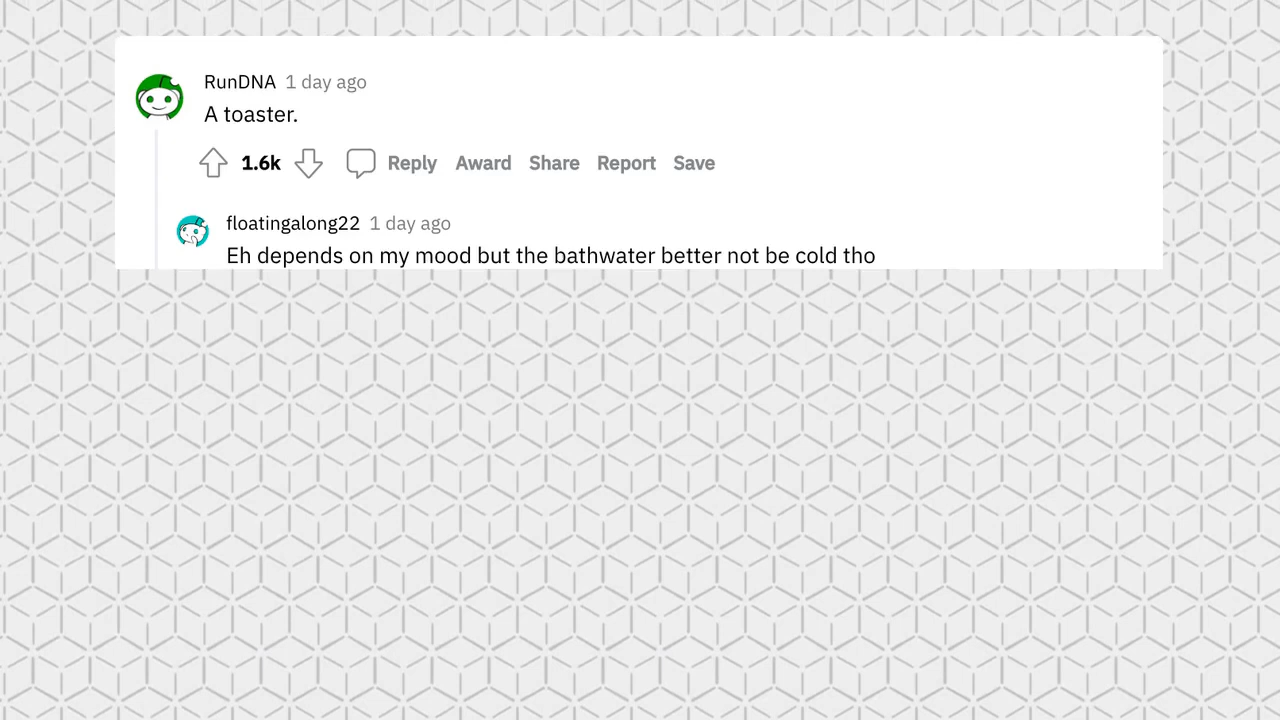 RunDNA 1 day ago
A toaster.
1.6k Reply Award Share Report Save
floatingalong22 1 day ago
Eh depends on my mood but the bathwater better not be cold tho